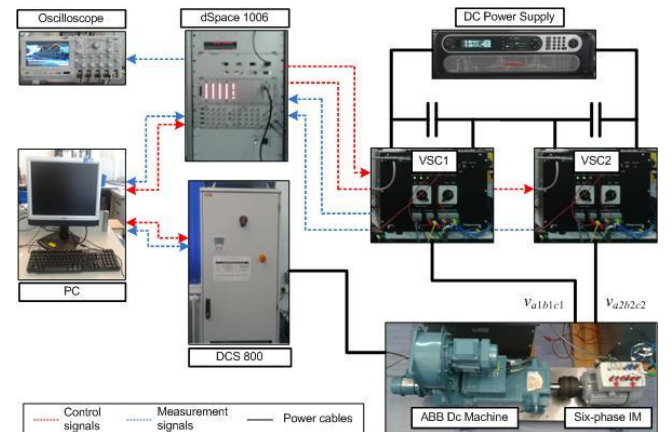 Oscilloscope
dSpace 1006
DC Power Supply
VSC1
VSC2
PC
DCS 800
va1b1c1
va2b2c2
ABB Dc Machine
Six-phase IM
Control signals
Measurement signals
Power cables